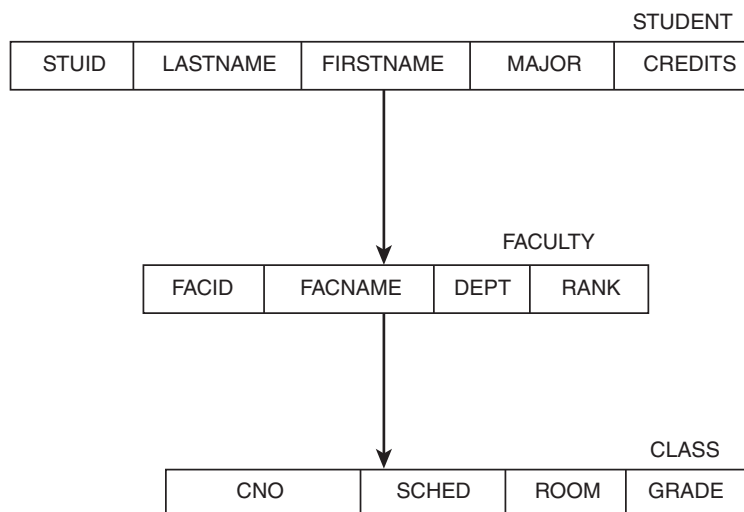 STUDENT
STUID LASTNAME FIRSTNAME MAJOR CREDITS
FACULTY
FACID FACNAME DEPT RANK
CLASS
CNO SCHED ROOM GRADE